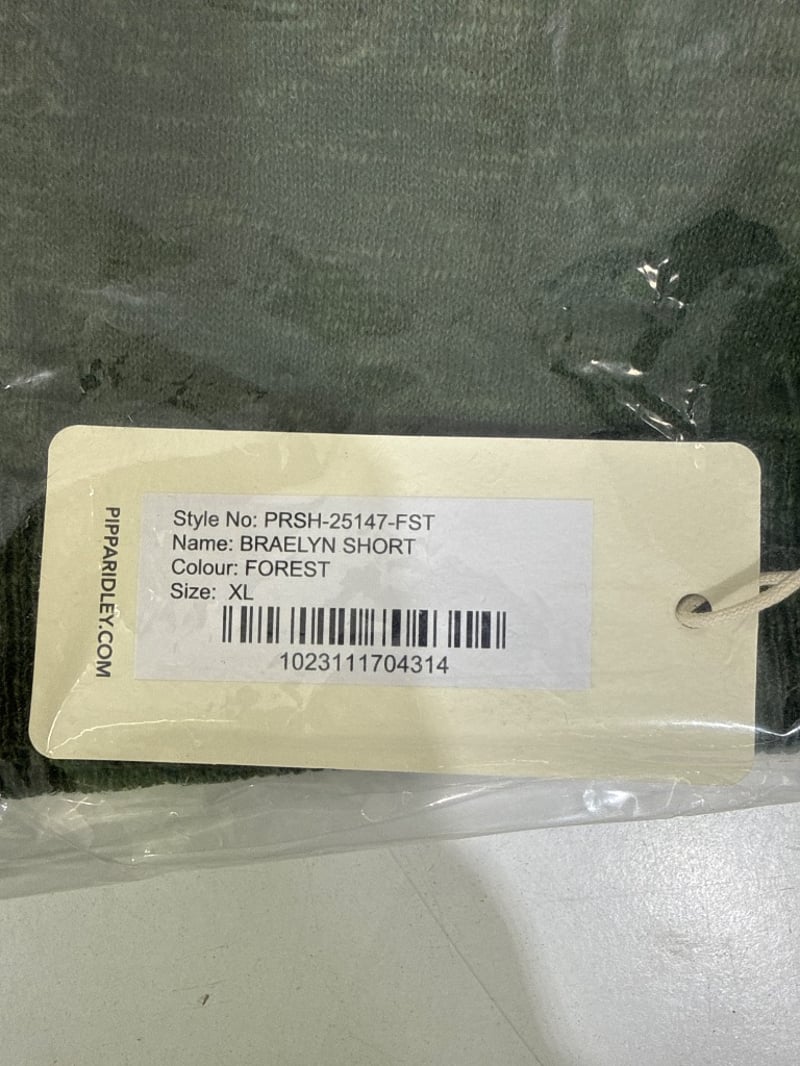 PIPPARIDLEY.COM
Style No: PRSH-25147-FST
Name: BRAELYN SHORT
Colour: FOREST
Size: XL
1023111704314